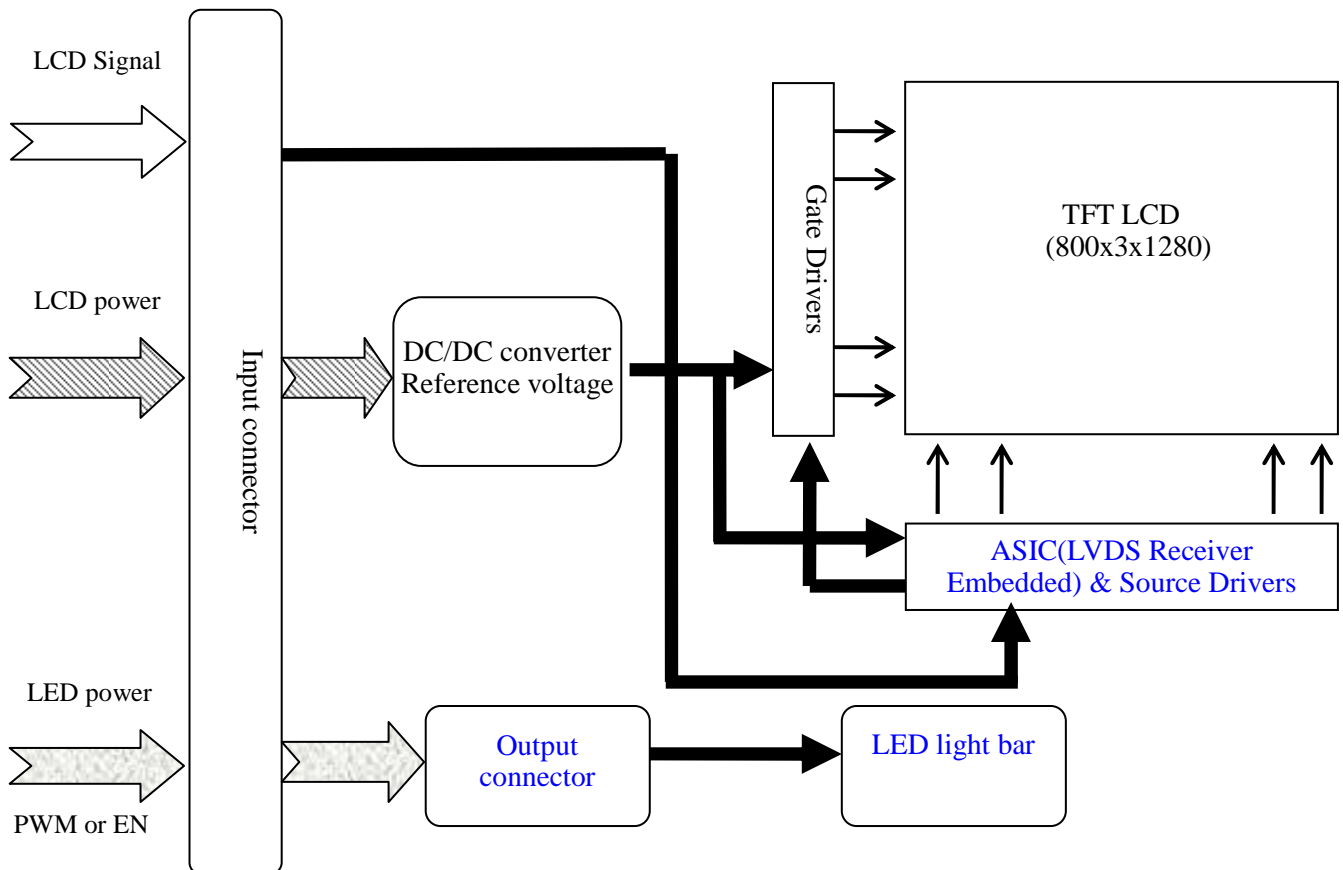 LCD Signal
LCD power
LED power
PWM or EN
Input connector
DC/DC converter
Reference voltage
Gate Drivers
TFT LCD
(800x3x1280)
ASIC(LVDS Receiver
Embedded) & Source Drivers
Output
connector
LED light bar